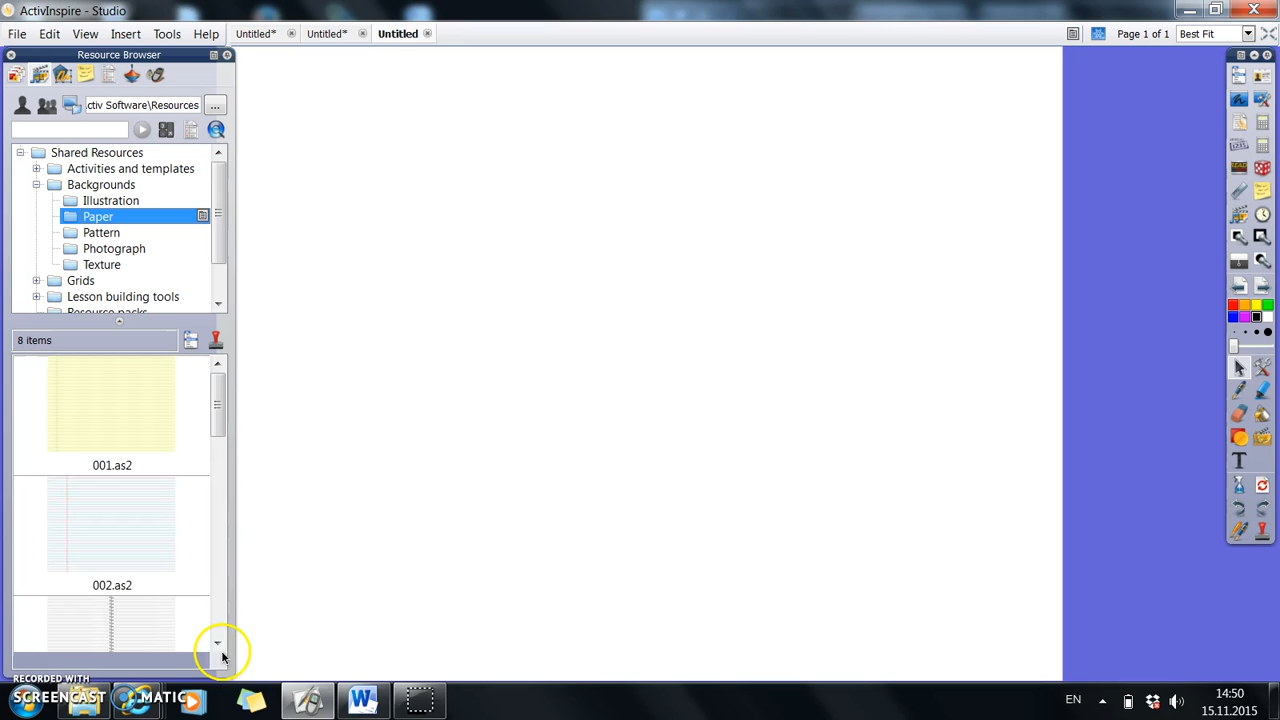 ActivInspire - Studio
File Edit View Insert Tools Help Untitled* Untitled* Untitled Page 1 of 1 Best Fit
Resource Browser
ctiv Software\Resources ...
Shared Resources
Activities and templates
Backgrounds
Illustration
Paper
Pattern
Photograph
Texture
Grids
Lesson building tools
Resource packs
8 items
001.as2
002.as2
RECORDED WITH
SCREENCAST MATIC
EN 14:50
15.11.2015